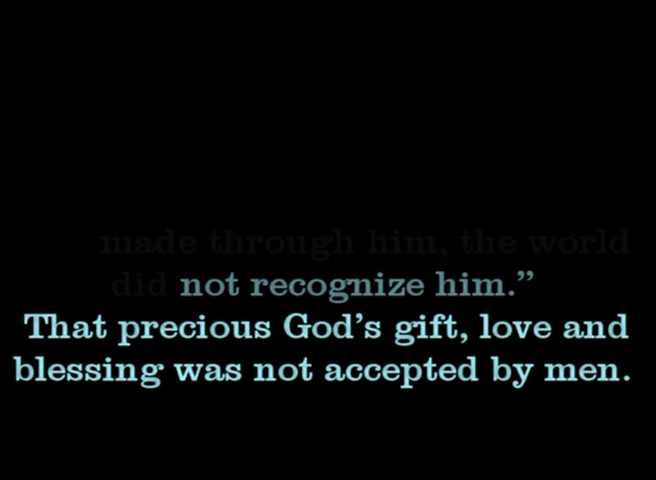 made through him, the world
did not recognize him.”
That precious God’s gift, love and
blessing was not accepted by men.